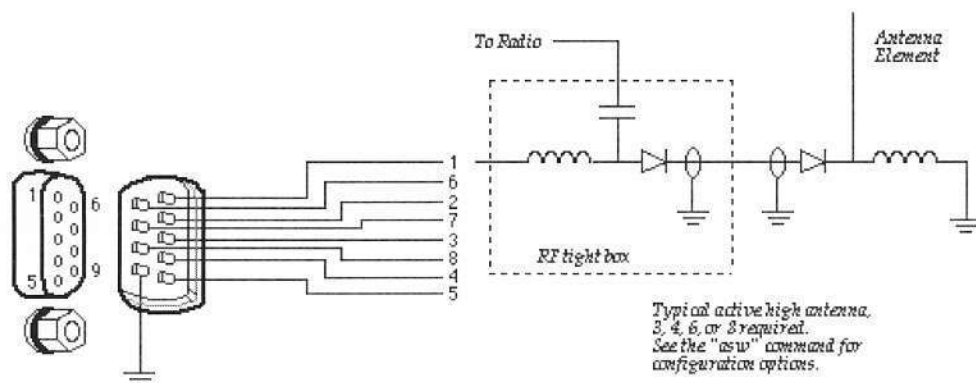 To Radio
Antenna
Element
1
6
2
7
3
8
4
5
1
6
5
9
RF tight box
Typical active high antenna,
3, 4, 6, or 8 required.
See the "asw" command for
configuration options.